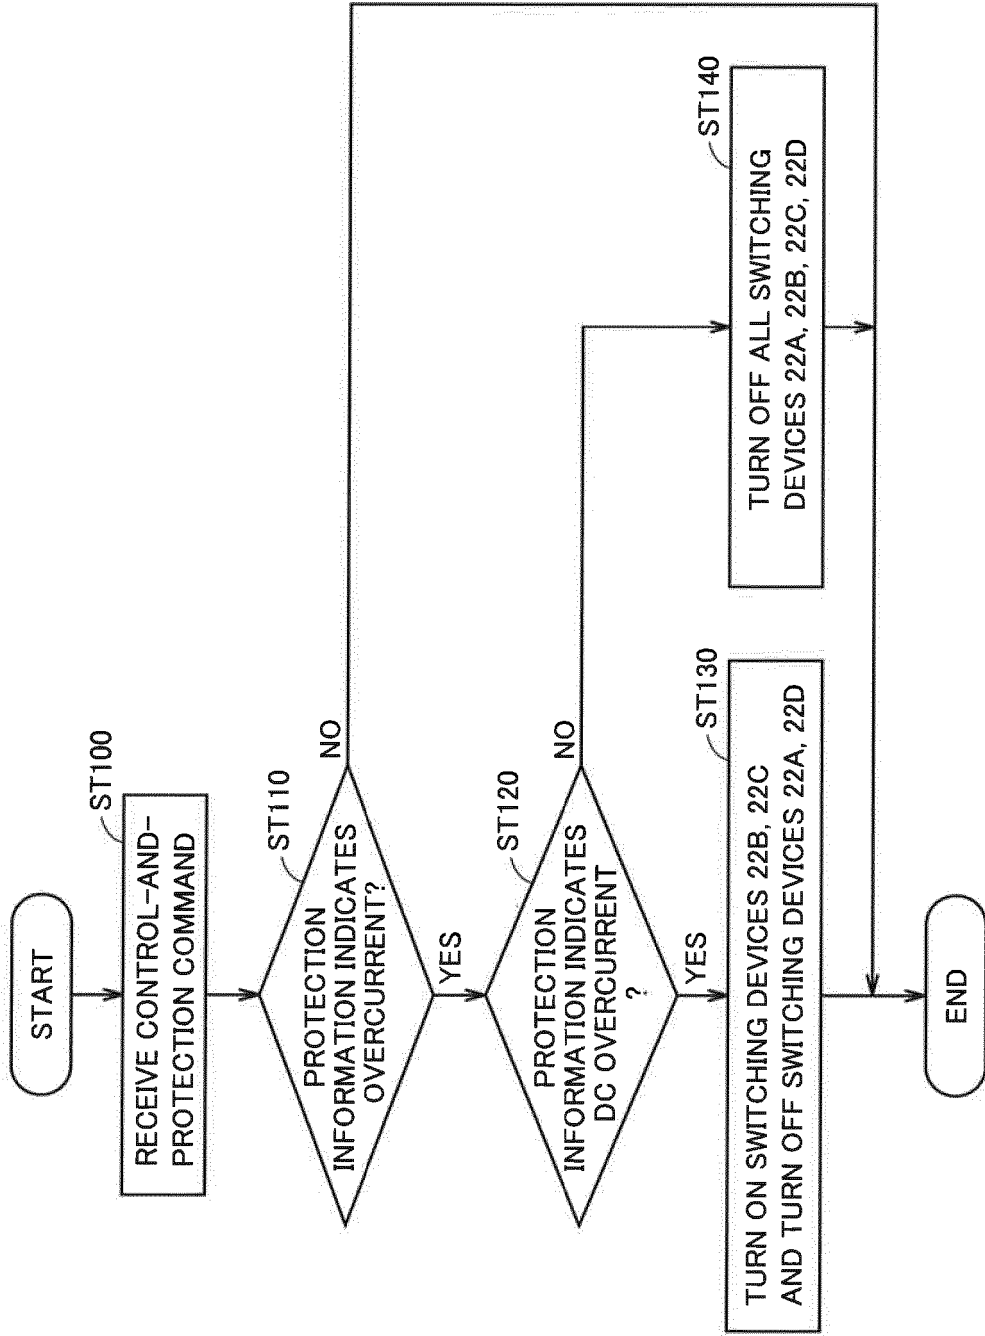 START
ST100
RECEIVE CONTROL-AND-
PROTECTION COMMAND
ST110
PROTECTION
INFORMATION INDICATES
OVERCURRENT?
NO
YES
ST120
PROTECTION
INFORMATION INDICATES
DC OVERCURRENT
?
NO
YES
ST130
TURN ON SWITCHING DEVICES 22B, 22C
AND TURN OFF SWITCHING DEVICES 22A, 22D
ST140
TURN OFF ALL SWITCHING
DEVICES 22A, 22B, 22C, 22D
END